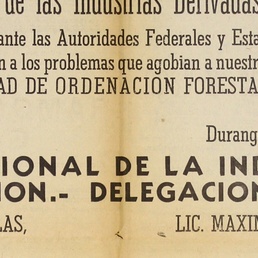 de las Industrias Derivadas
ante las Autoridades Federales y Esta
n a los problemas que agobian a nuestr
AD DE ORDENACION FORESTA
Durang
IONAL DE LA IND
ION.- DELEGACION
LAS, LIC. MAXIM